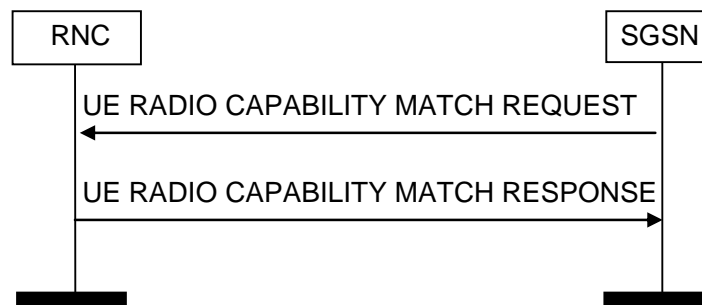 RNC
SGSN
UE RADIO CAPABILITY MATCH REQUEST
UE RADIO CAPABILITY MATCH RESPONSE